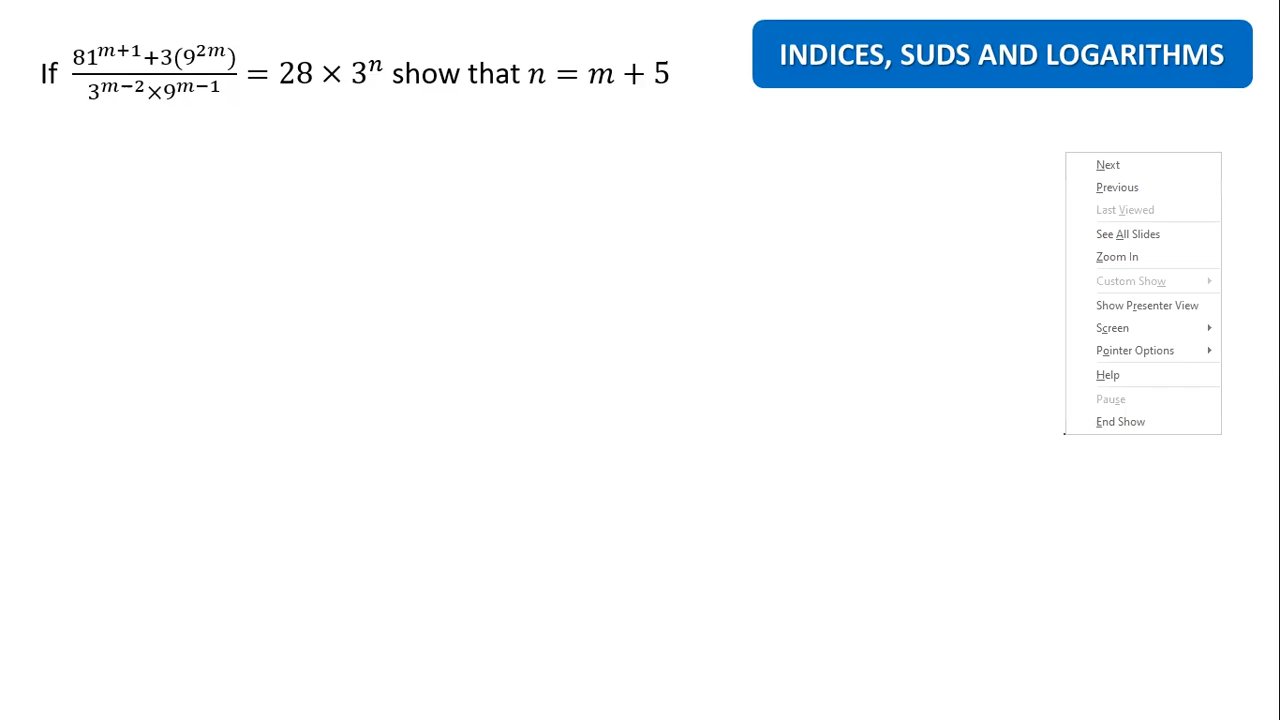 If \frac{81^{m+1}+3(9^{2m})}{3^{m-2}×9^{m-1}} = 28 × 3^n show that n = m + 5
INDICES, SUDS AND LOGARITHMS
Next
Previous
Last Viewed
See All Slides
Zoom In
Custom Show
Show Presenter View
Screen
Pointer Options
Help
Pause
End Show